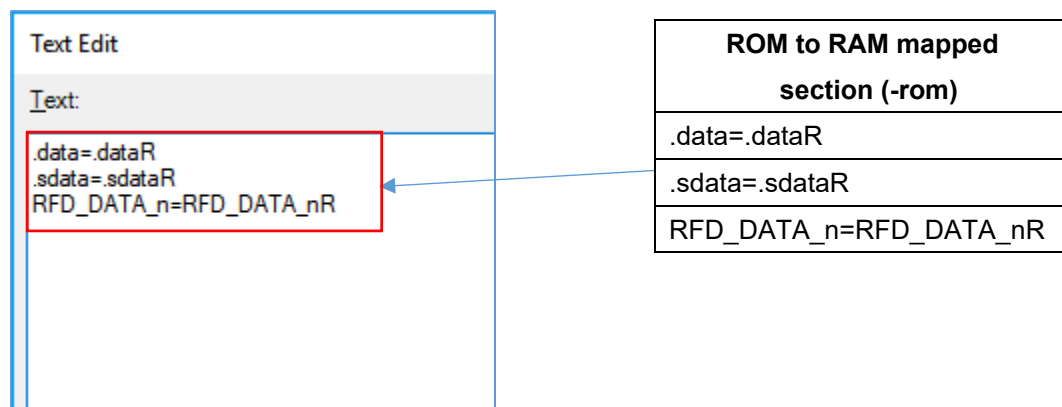 Text Edit
Text:
.data=.dataR
.sdata=.sdataR
RFD_DATA_n=RFD_DATA_nR
ROM to RAM mapped
section (-rom)
.data=.dataR
.sdata=.sdataR
RFD_DATA_n=RFD_DATA_nR